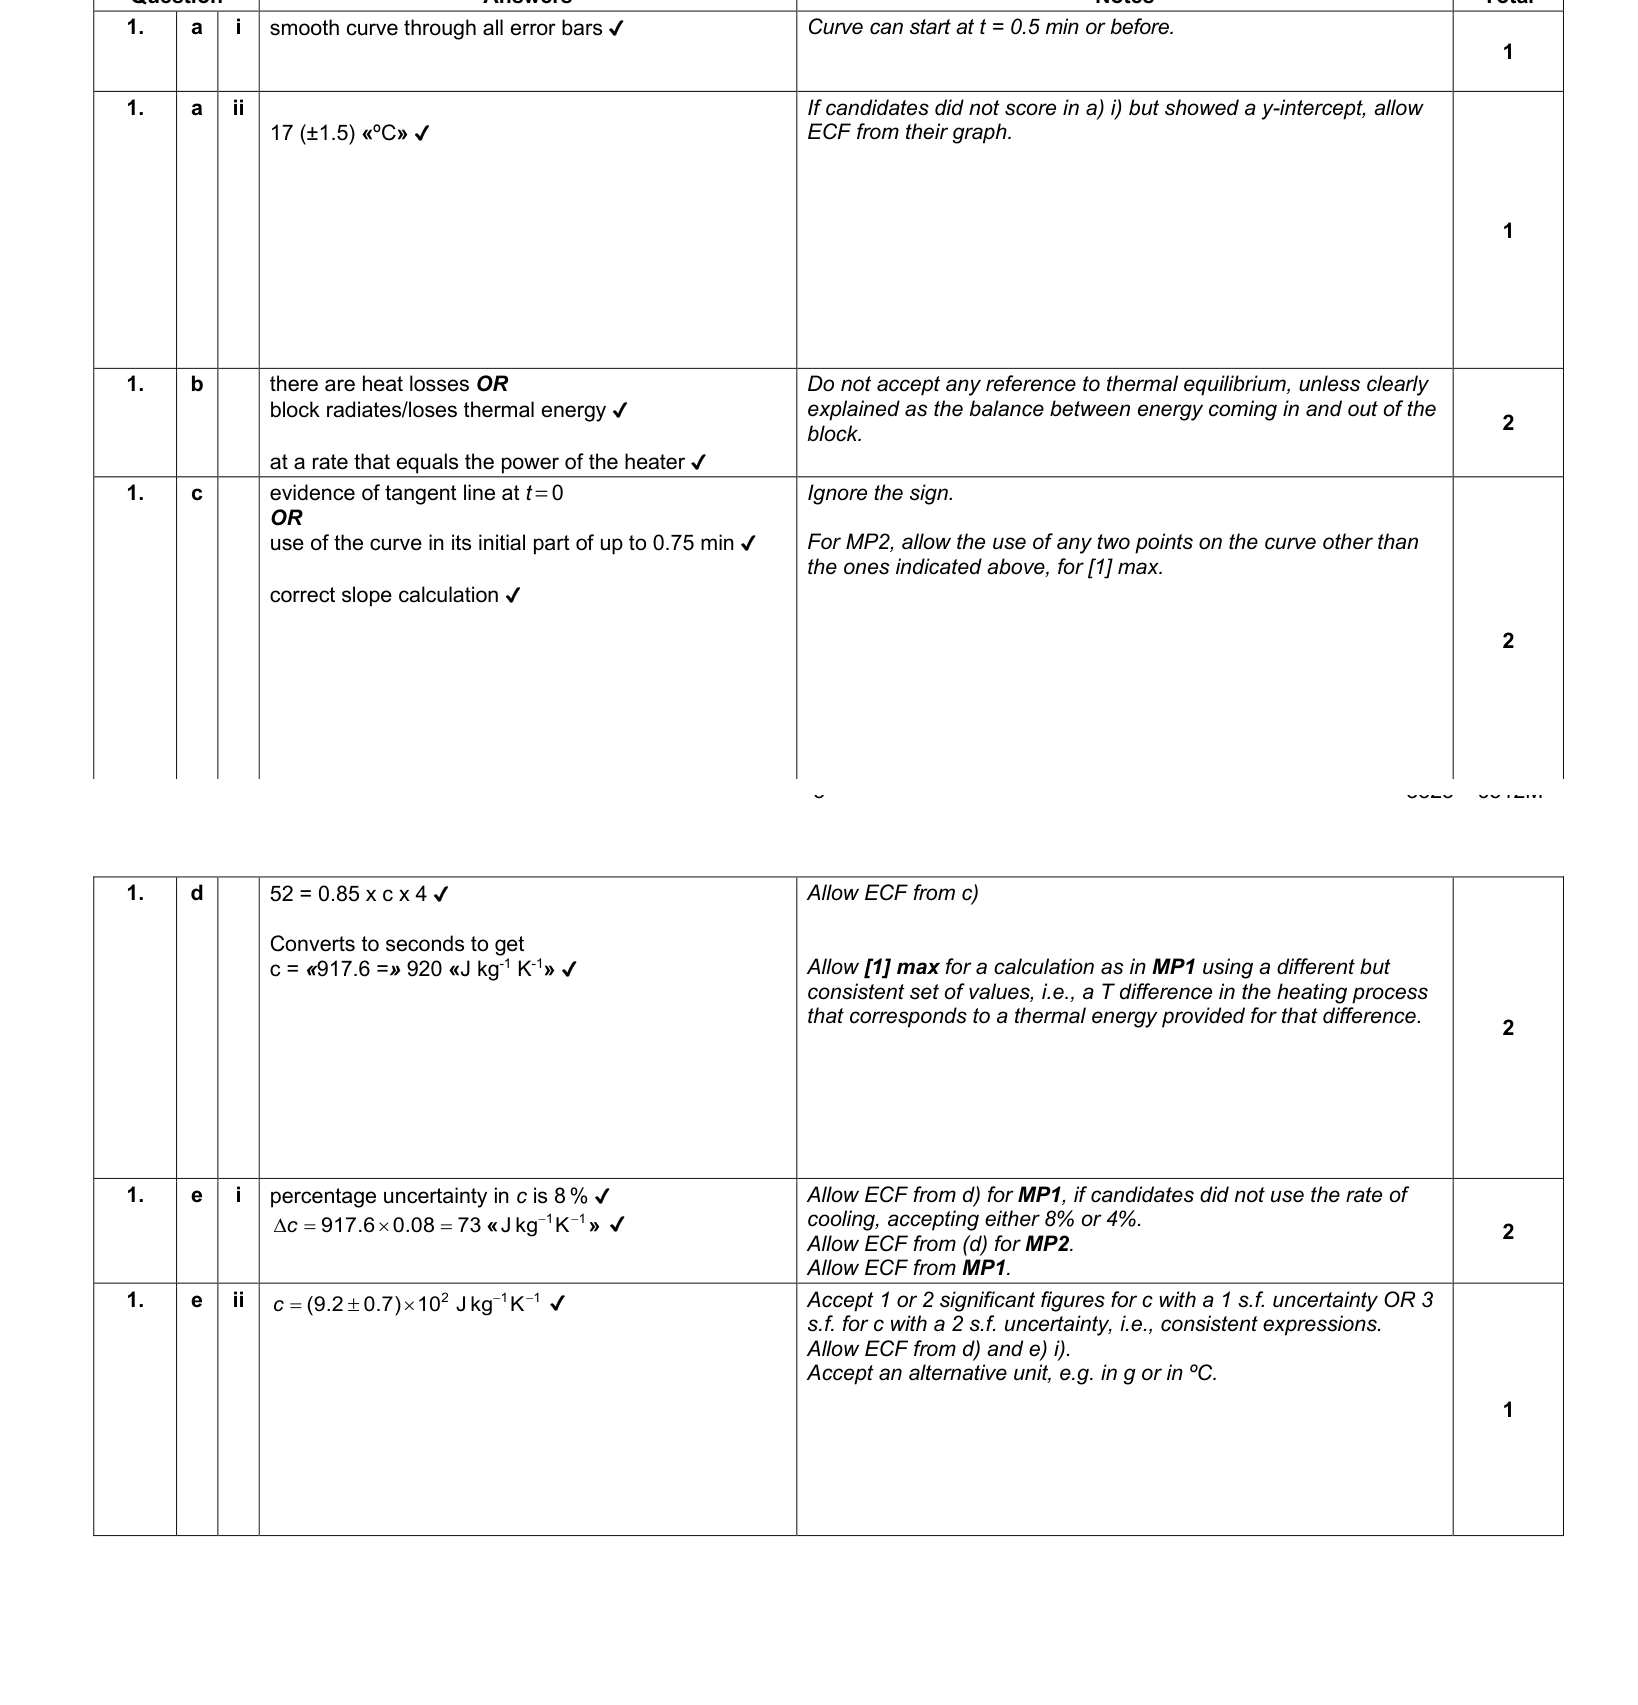 1. a i smooth curve through all error bars ✓ Curve can start at t = 0.5 min or before.
1
1. a ii If candidates did not score in a) i) but showed a y-intercept, allow
17 (±1.5) «ºC» ✓ ECF from their graph.
1
1. b there are heat losses OR Do not accept any reference to thermal equilibrium, unless clearly
block radiates/loses thermal energy ✓ explained as the balance between energy coming in and out of the
2
block.
at a rate that equals the power of the heater ✓
1. c evidence of tangent line at t = 0 Ignore the sign.
OR
use of the curve in its initial part of up to 0.75 min ✓ For MP2, allow the use of any two points on the curve other than
the ones indicated above, for [1] max.
correct slope calculation ✓
2
1. d 52 = 0.85 x c x 4 ✓ Allow ECF from c)
Converts to seconds to get
c = «917.6 =» 920 «J kg⁻¹ K⁻¹» ✓ Allow [1] max for a calculation as in MP1 using a different but
consistent set of values, i.e., a T difference in the heating process
that corresponds to a thermal energy provided for that difference.
2
1. e i percentage uncertainty in c is 8 % ✓ Allow ECF from d) for MP1, if candidates did not use the rate of
Δc = 917.6 × 0.08 = 73 «J kg⁻¹ K⁻¹» ✓ cooling, accepting either 8% or 4%.
2
Allow ECF from (d) for MP2.
Allow ECF from MP1.
1. e ii c = (9.2 ± 0.7) × 10² J kg⁻¹ K⁻¹ ✓ Accept 1 or 2 significant figures for c with a 1 s.f. uncertainty OR 3
s.f. for c with a 2 s.f. uncertainty, i.e., consistent expressions.
Allow ECF from d) and e) i).
Accept an alternative unit, e.g. in g or in ºC.
1